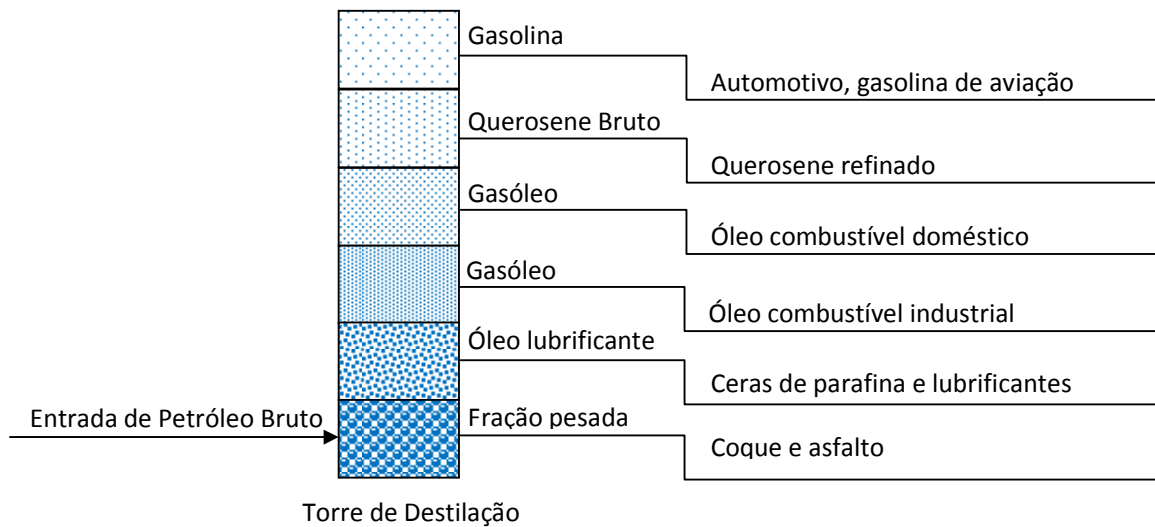 Gasolina
Automotivo, gasolina de aviação
Querosene Bruto
Querosene refinado
Gasóleo
Óleo combustível doméstico
Gasóleo
Óleo combustível industrial
Óleo lubrificante
Ceras de parafina e lubrificantes
Entrada de Petróleo Bruto
Fração pesada
Coque e asfalto
Torre de Destilação